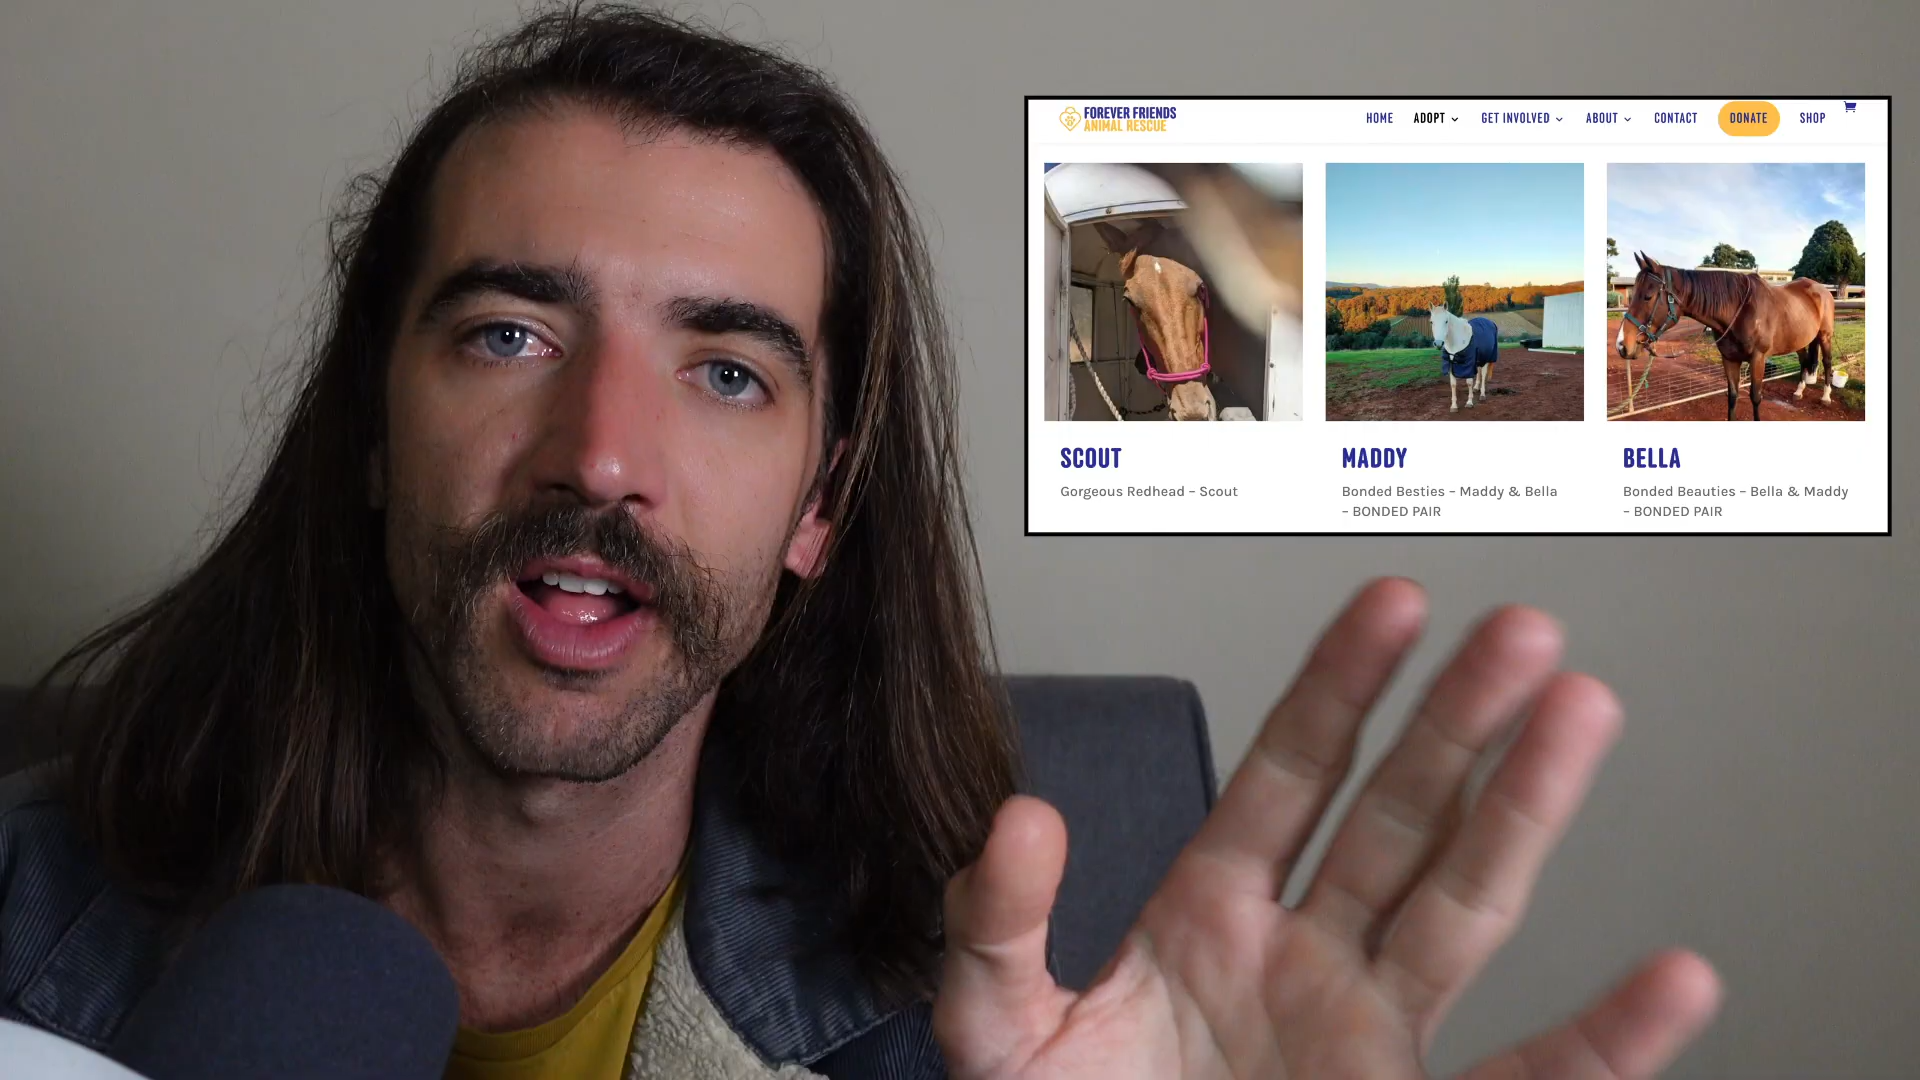 FOREVER FRIENDS
ANIMAL RESCUE
HOME ADOPT GET INVOLVED ABOUT CONTACT DONATE SHOP
SCOUT
Gorgeous Redhead – Scout
MADDY
Bonded Besties – Maddy & Bella
– BONDED PAIR
BELLA
Bonded Beauties – Bella & Maddy
– BONDED PAIR